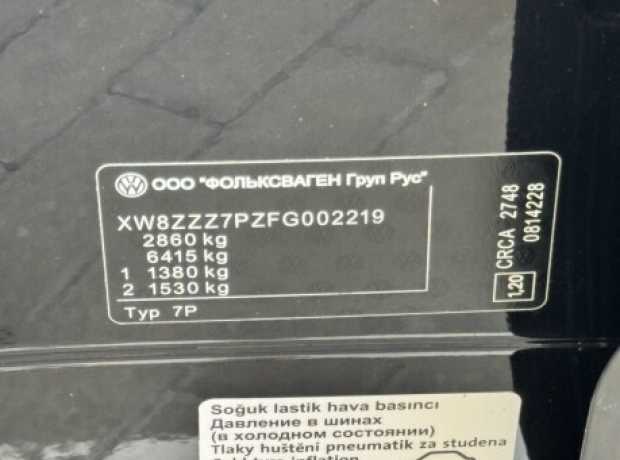 ООО "ФОЛЬКСВАГЕН Груп Рус"
XW8ZZZ7PZFG002219
2860 kg
6415 kg
1 1380 kg
2 1530 kg
Typ 7P
CRCA 2748
0814228
1,20
Soğuk lastik hava basıncı
Давление в шинах
(в холодном состоянии)
Tlaky huštění pneumatik za studena